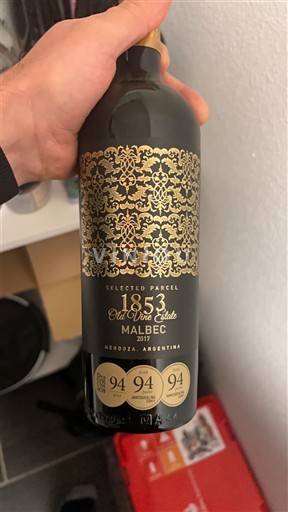 SELECTED PARCEL
1853
Old Vine Estate
MALBEC
2017
MENDOZA, ARGENTINA
94
94
94